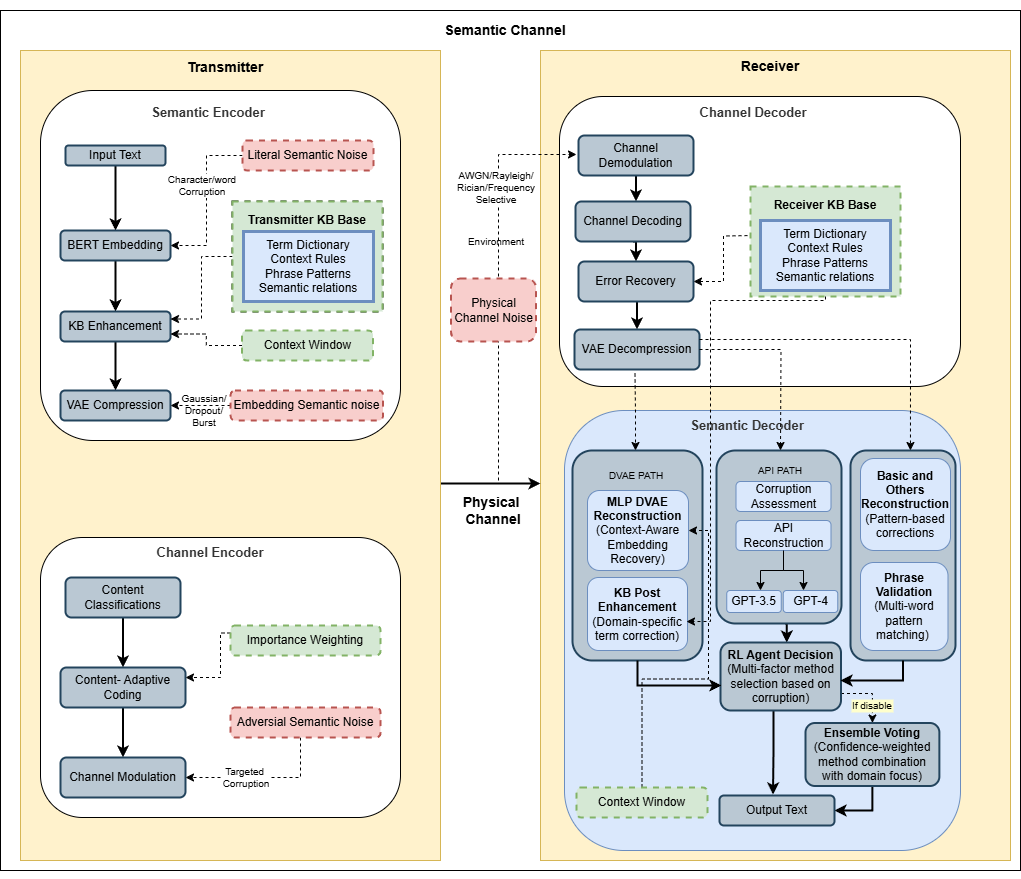 Semantic Channel
Transmitter
Semantic Encoder
Input Text
Literal Semantic Noise
Character/word
Corruption
BERT Embedding
Transmitter KB Base
Term Dictionary
Context Rules
Phrase Patterns
Semantic relations
KB Enhancement
Context Window
VAE Compression
Gaussian/
Dropout/
Burst
Embedding Semantic noise
Channel Encoder
Content
Classifications
Importance Weighting
Content- Adaptive
Coding
Adversial Semantic Noise
Channel Modulation
Targeted
Corruption
AWGN/Rayleigh/
Rician/Frequency
Selective
Environment
Physical
Channel Noise
Physical
Channel
Receiver
Channel Decoder
Channel
Demodulation
Channel Decoding
Receiver KB Base
Term Dictionary
Context Rules
Phrase Patterns
Semantic relations
Error Recovery
VAE Decompression
Semantic Decoder
DVAE PATH
MLP DVAE
Reconstruction
(Context-Aware
Embedding
Recovery)
KB Post
Enhancement
(Domain-specific
term correction)
API PATH
Corruption
Assessment
API
Reconstruction
GPT-3.5
GPT-4
Basic and
Others
Reconstruction
(Pattern-based
corrections
Phrase
Validation
(Multi-word
pattern
matching)
RL Agent Decision
(Multi-factor method
selection based on
corruption)
If disable
Ensemble Voting
(Confidence-weighted
method combination
with domain focus)
Context Window
Output Text